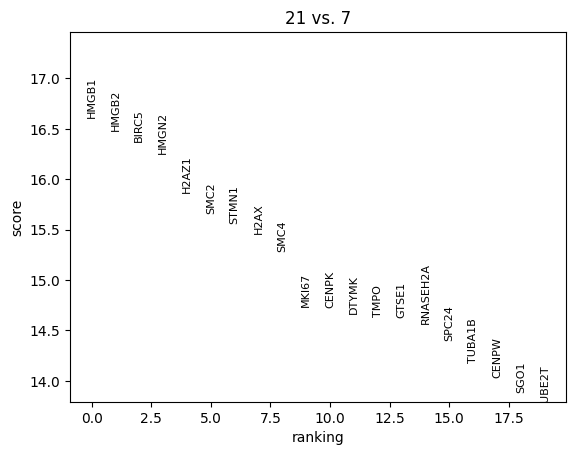 21 vs. 7
score
17.0
16.5
16.0
15.5
15.0
14.5
14.0
HMGB1
HMGB2
BIRC5
HMGN2
H2AZ1
SMC2
STMN1
H2AX
SMC4
MKI67
CENPK
DTYMK
TMPO
GTSE1
RNASEH2A
SPC24
TUBA1B
CENPW
SGO1
UBE2T
0.0 2.5 5.0 7.5 10.0 12.5 15.0 17.5
ranking